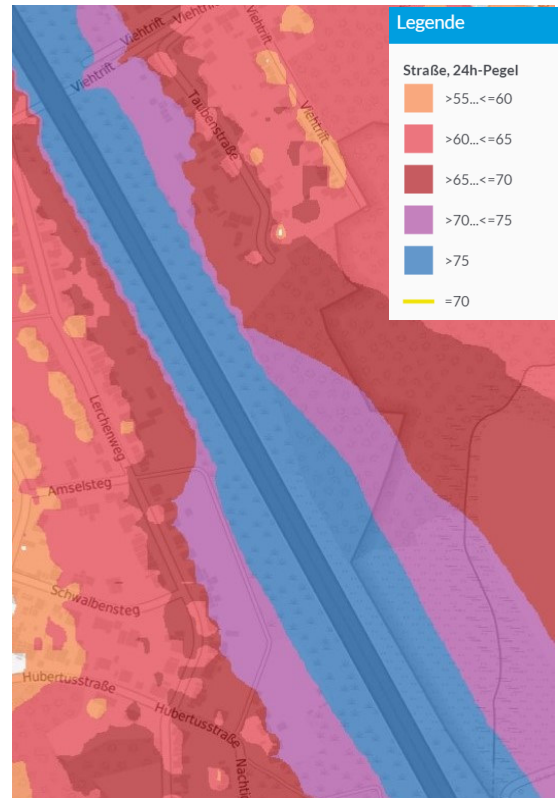 Legende
Straße, 24h-Pegel
>55...<=60
>60...<=65
>65...<=70
>70...<=75
>75
=70
Viehtrift
Viehtrift
Viehtrift
Viehtrift
Taubenstraße
Lerchenweg
Amselsteg
Schwalbensteg
Hubertusstraße
Hubertusstraße
Nachtig